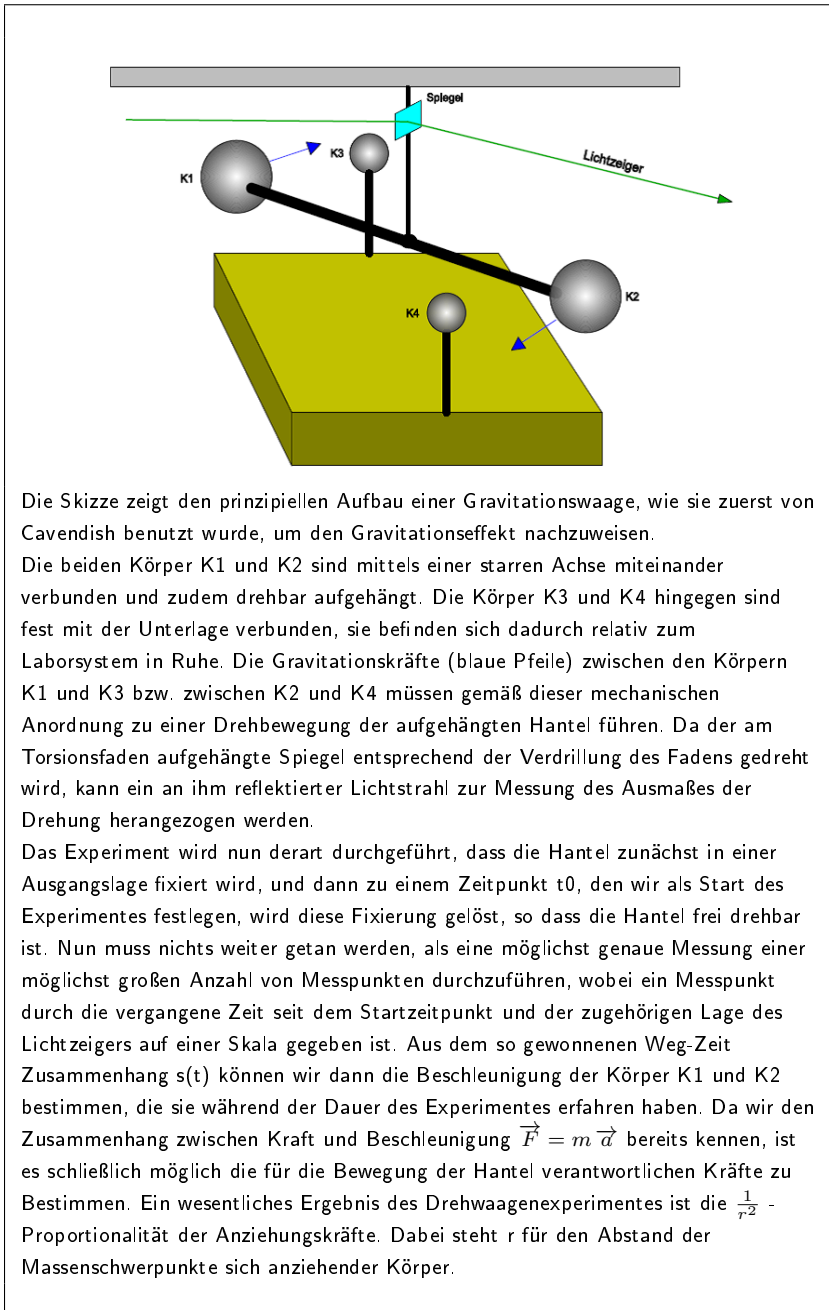 Spiegel
K3
K1
Lichtzeiger
K2
K4
Die Skizze zeigt den prinzipiellen Aufbau einer Gravitationswaage, wie sie zuerst von
Cavendish benutzt wurde, um den Gravitationseffekt nachzuweisen.
Die beiden Körper K1 und K2 sind mittels einer starren Achse miteinander
verbunden und zudem drehbar aufgehängt. Die Körper K3 und K4 hingegen sind
fest mit der Unterlage verbunden, sie befinden sich dadurch relativ zum
Laborsystem in Ruhe. Die Gravitationskräfte (blaue Pfeile) zwischen den Körpern
K1 und K3 bzw. zwischen K2 und K4 müssen gemäß dieser mechanischen
Anordnung zu einer Drehbewegung der aufgehängten Hantel führen. Da der am
Torsionsfaden aufgehängte Spiegel entsprechend der Verdrillung des Fadens gedreht
wird, kann ein an ihm reflektierter Lichtstrahl zur Messung des Ausmaßes der
Drehung herangezogen werden.
Das Experiment wird nun derart durchgeführt, dass die Hantel zunächst in einer
Ausgangslage fixiert wird, und dann zu einem Zeitpunkt t0, den wir als Start des
Experimentes festlegen, wird diese Fixierung gelöst, so dass die Hantel frei drehbar
ist. Nun muss nichts weiter getan werden, als eine möglichst genaue Messung einer
möglichst großen Anzahl von Messpunkten durchzuführen, wobei ein Messpunkt
durch die vergangene Zeit seit dem Startzeitpunkt und der zugehörigen Lage des
Lichtzeigers auf einer Skala gegeben ist. Aus dem so gewonnenen Weg-Zeit
Zusammenhang s(t) können wir dann die Beschleunigung der Körper K1 und K2
bestimmen, die sie während der Dauer des Experimentes erfahren haben. Da wir den
Zusammenhang zwischen Kraft und Beschleunigung $\overrightarrow{F} = m\,\overrightarrow{a}$ bereits kennen, ist
es schließlich möglich die für die Bewegung der Hantel verantwortlichen Kräfte zu
Bestimmen. Ein wesentliches Ergebnis des Drehwaagenexperimentes ist die $\frac{1}{r^2}$ -
Proportionalität der Anziehungskräfte. Dabei steht r für den Abstand der
Massenschwerpunkte sich anziehender Körper.